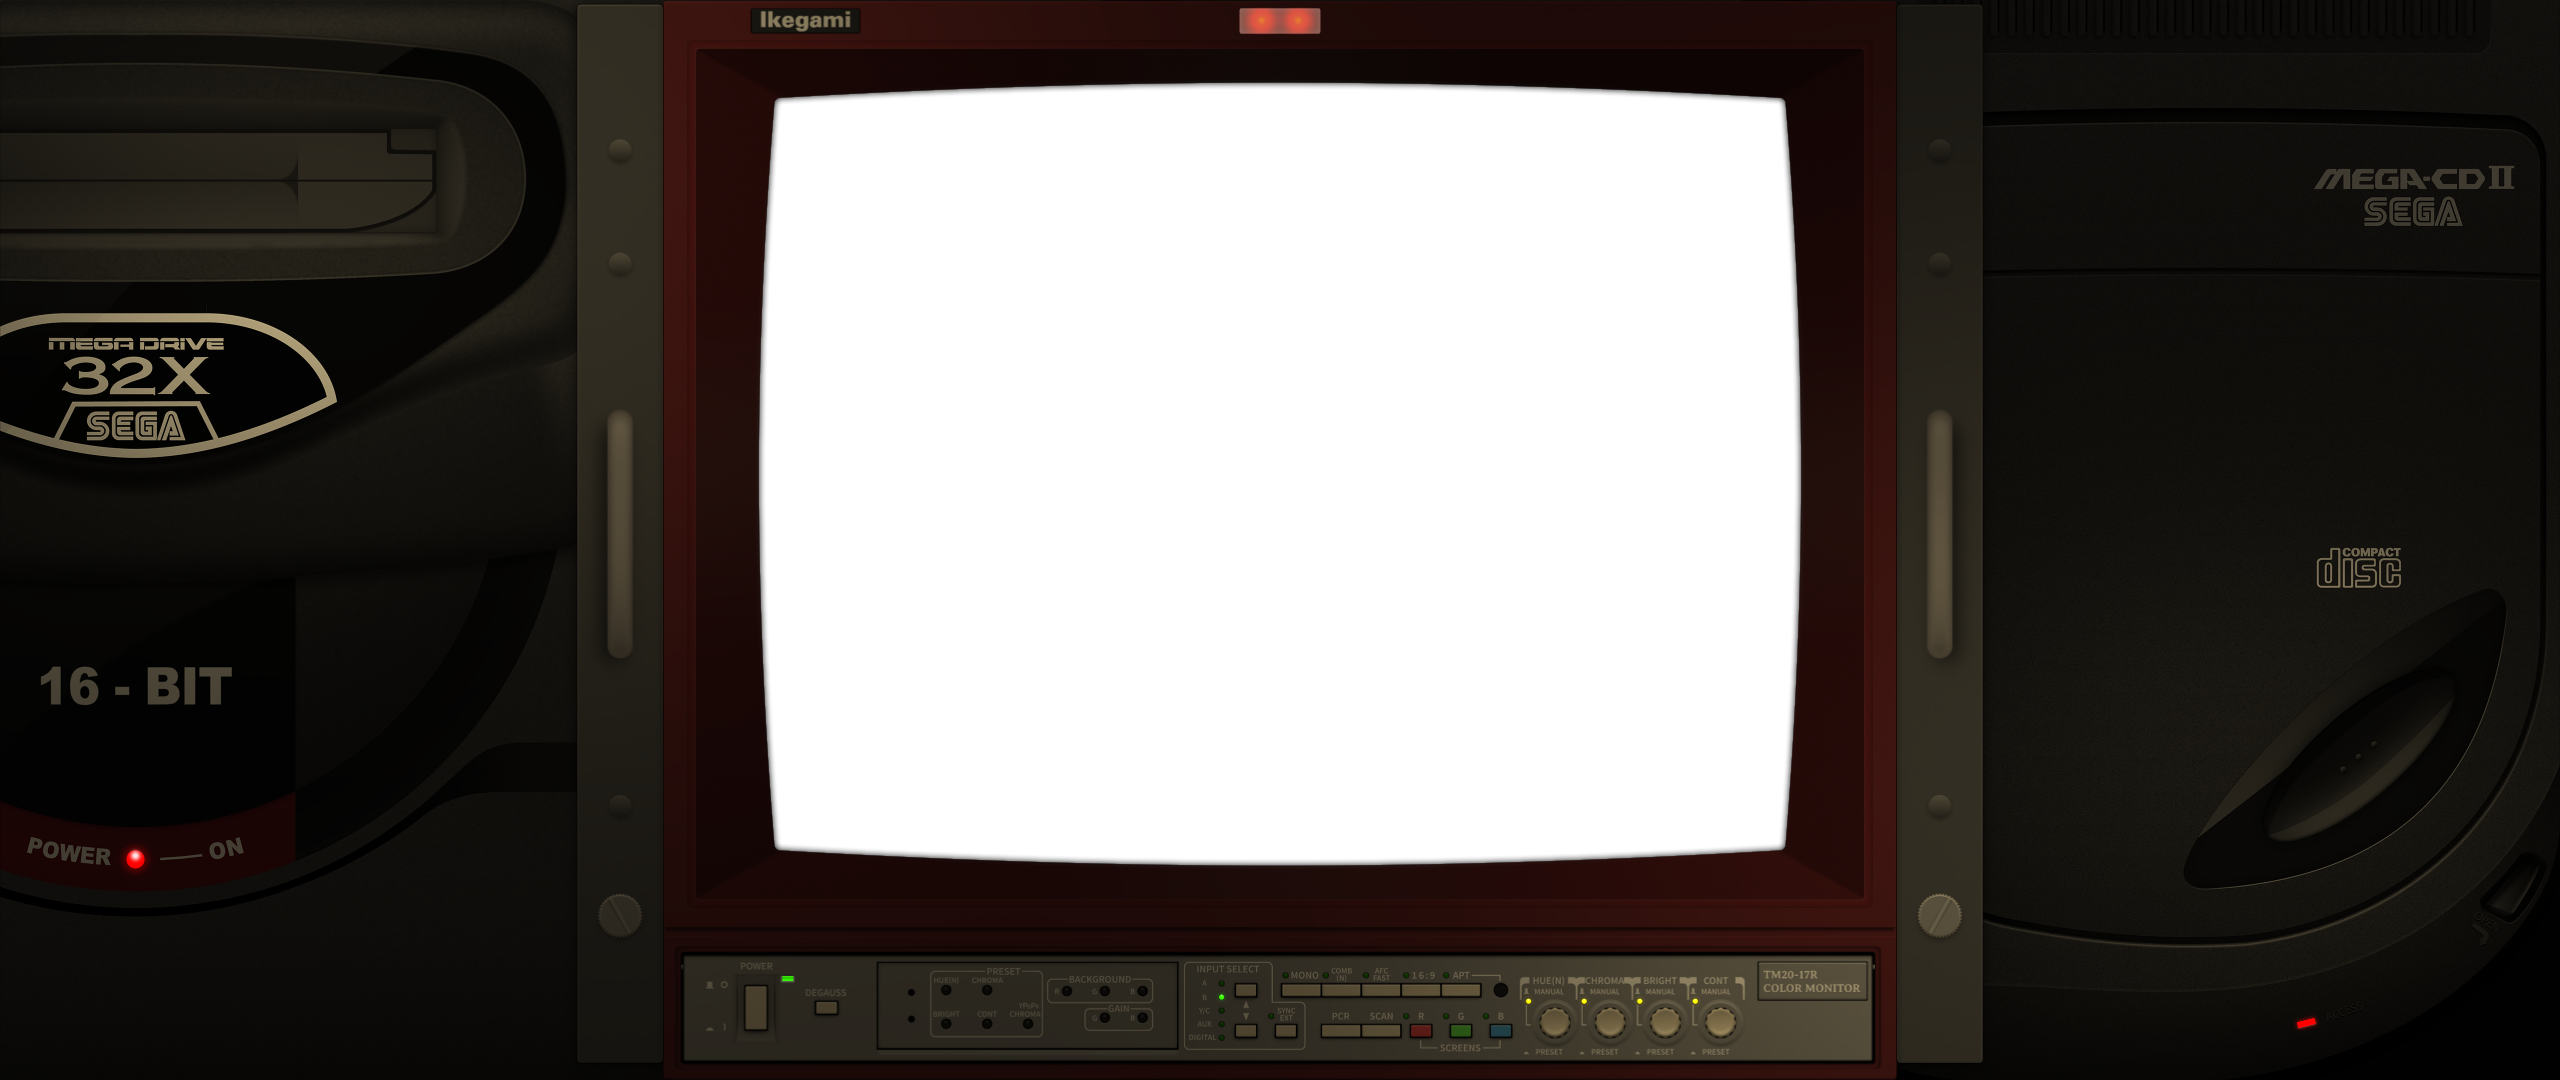 Ikegami
MEGA DRIVE
32X
SEGA
16 - BIT
POWER ON
MEGA-CD II
SEGA
COMPACT
disc
ACCESS
POWER
DEGAUSS
PRESET
HUE(N) CHROMA
BRIGHT CONT YPbPr CHROMA
BACKGROUND
R G B
GAIN
G B
INPUT SELECT
A
B
Y/C
AUX
DIGITAL
SYNC
EXT
MONO COMB (N) AFC FAST 16:9 APT
PCR SCAN R G B
SCREENS
HUE(N) CHROMA BRIGHT CONT
MANUAL MANUAL MANUAL MANUAL
PRESET PRESET PRESET PRESET
TM20-17R
COLOR MONITOR